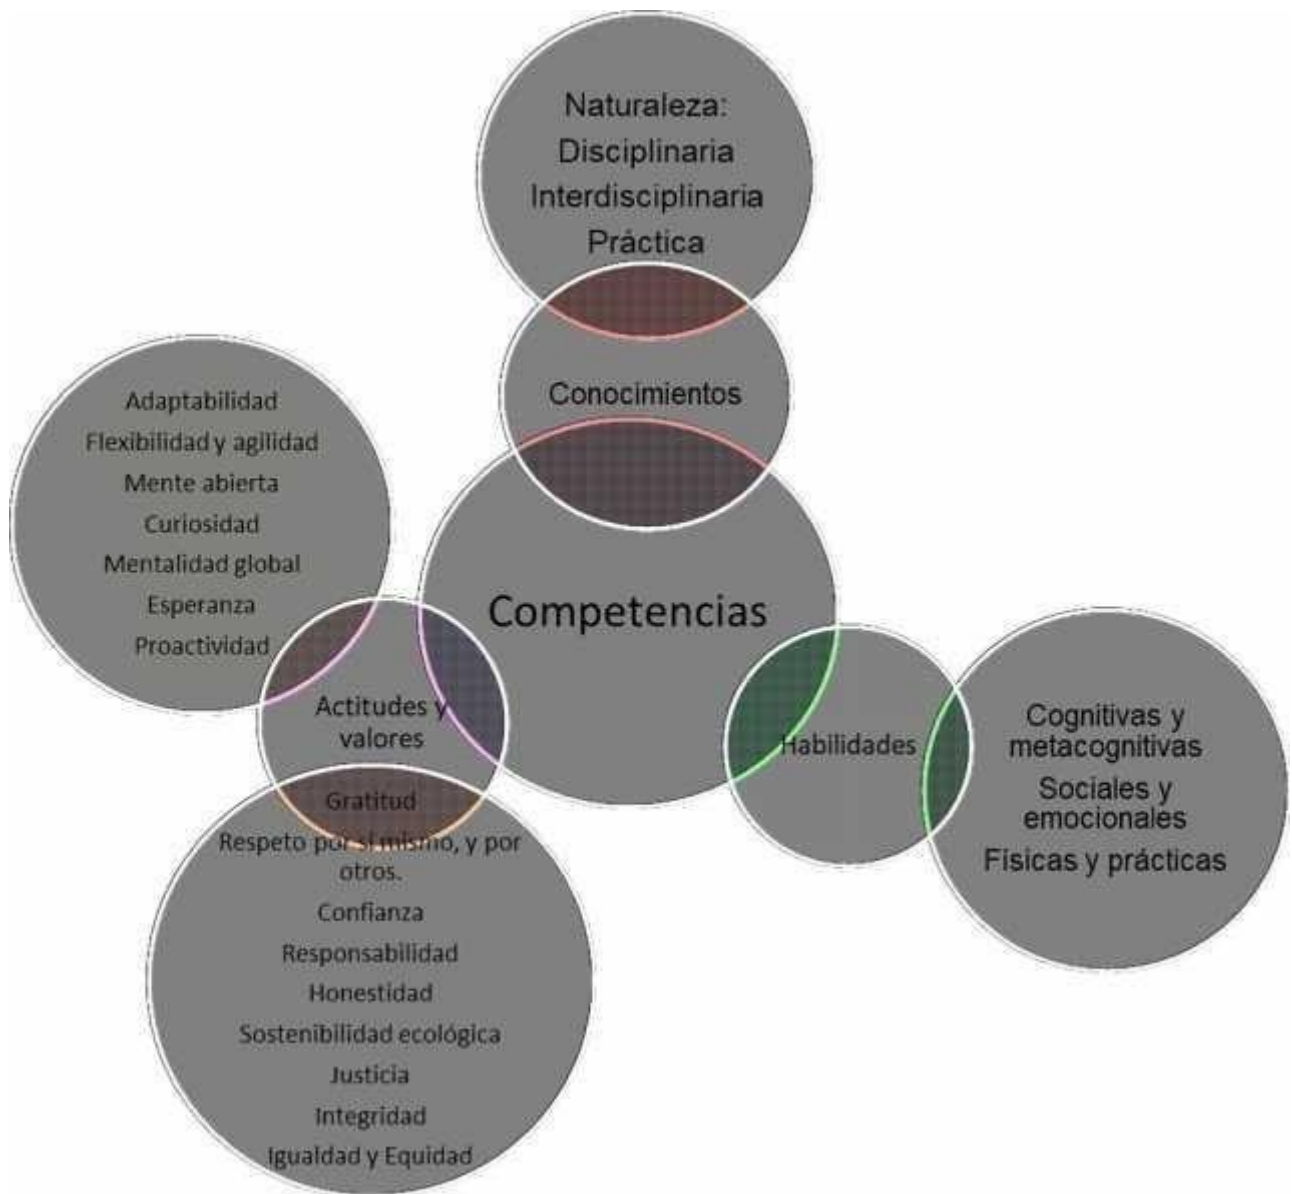 Naturaleza:
Disciplinaria
Interdisciplinaria
Práctica
Conocimientos
Competencias
Adaptabilidad
Flexibilidad y agilidad
Mente abierta
Curiosidad
Mentalidad global
Esperanza
Proactividad
Actitudes y
valores
Gratitud
Respeto por si mismo, y por
otros.
Confianza
Responsabilidad
Honestidad
Sostenibilidad ecológica
Justicia
Integridad
Igualdad y Equidad
Habilidades
Cognitivas y
metacognitivas
Sociales y
emocionales
Físicas y prácticas